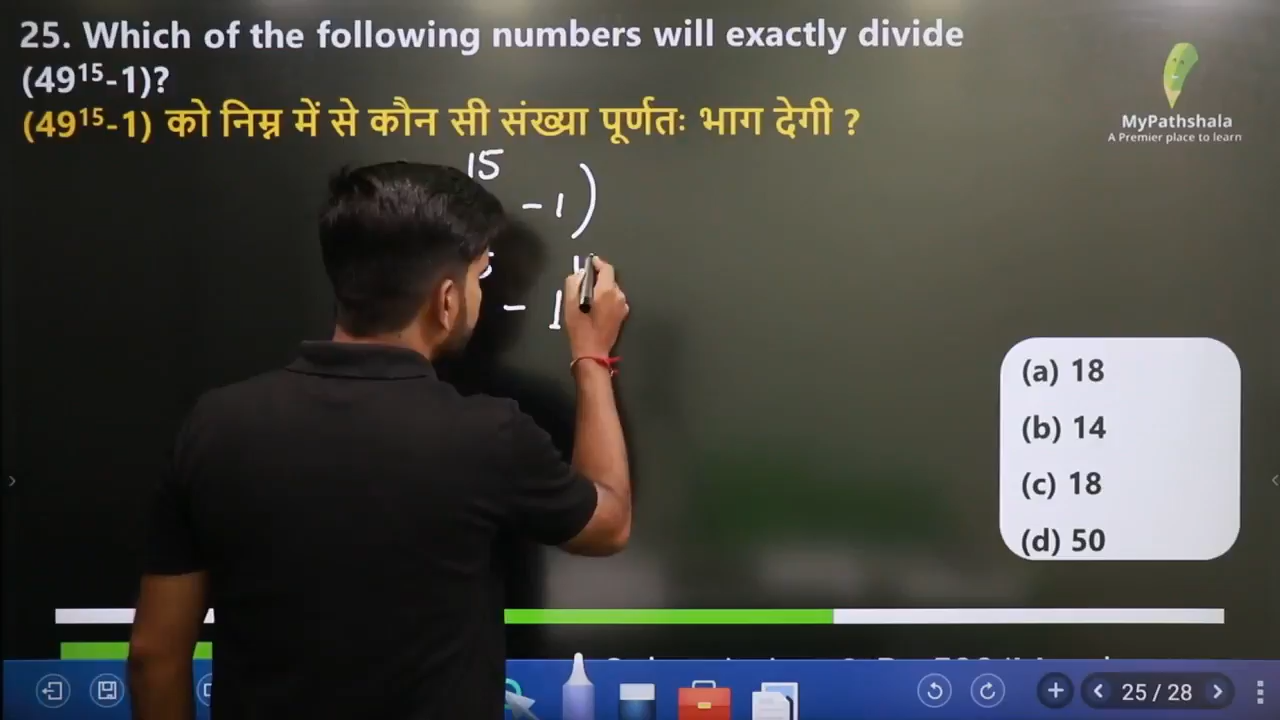 25. Which of the following numbers will exactly divide
(49¹⁵-1)?
(49¹⁵-1) को निम्न में से कौन सी संख्या पूर्णतः भाग देगी ?
MyPathshala
A Premier place to learn
15
- 1)
- 1
(a) 18
(b) 14
(c) 18
(d) 50
25 / 28